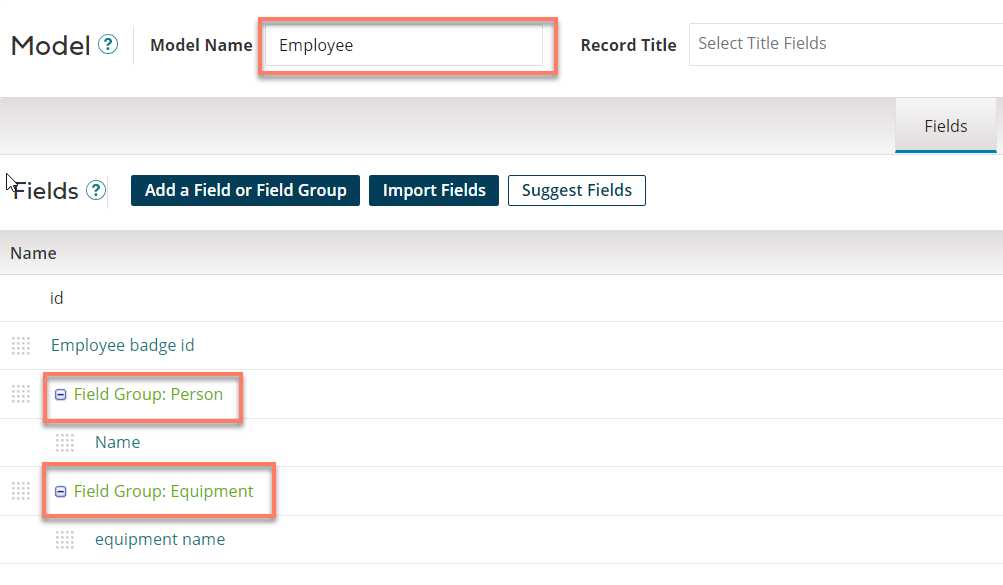 Model ? Model Name Employee Record Title Select Title Fields
Fields
Fields ? Add a Field or Field Group Import Fields Suggest Fields
Name
id
Employee badge id
Field Group: Person
Name
Field Group: Equipment
equipment name